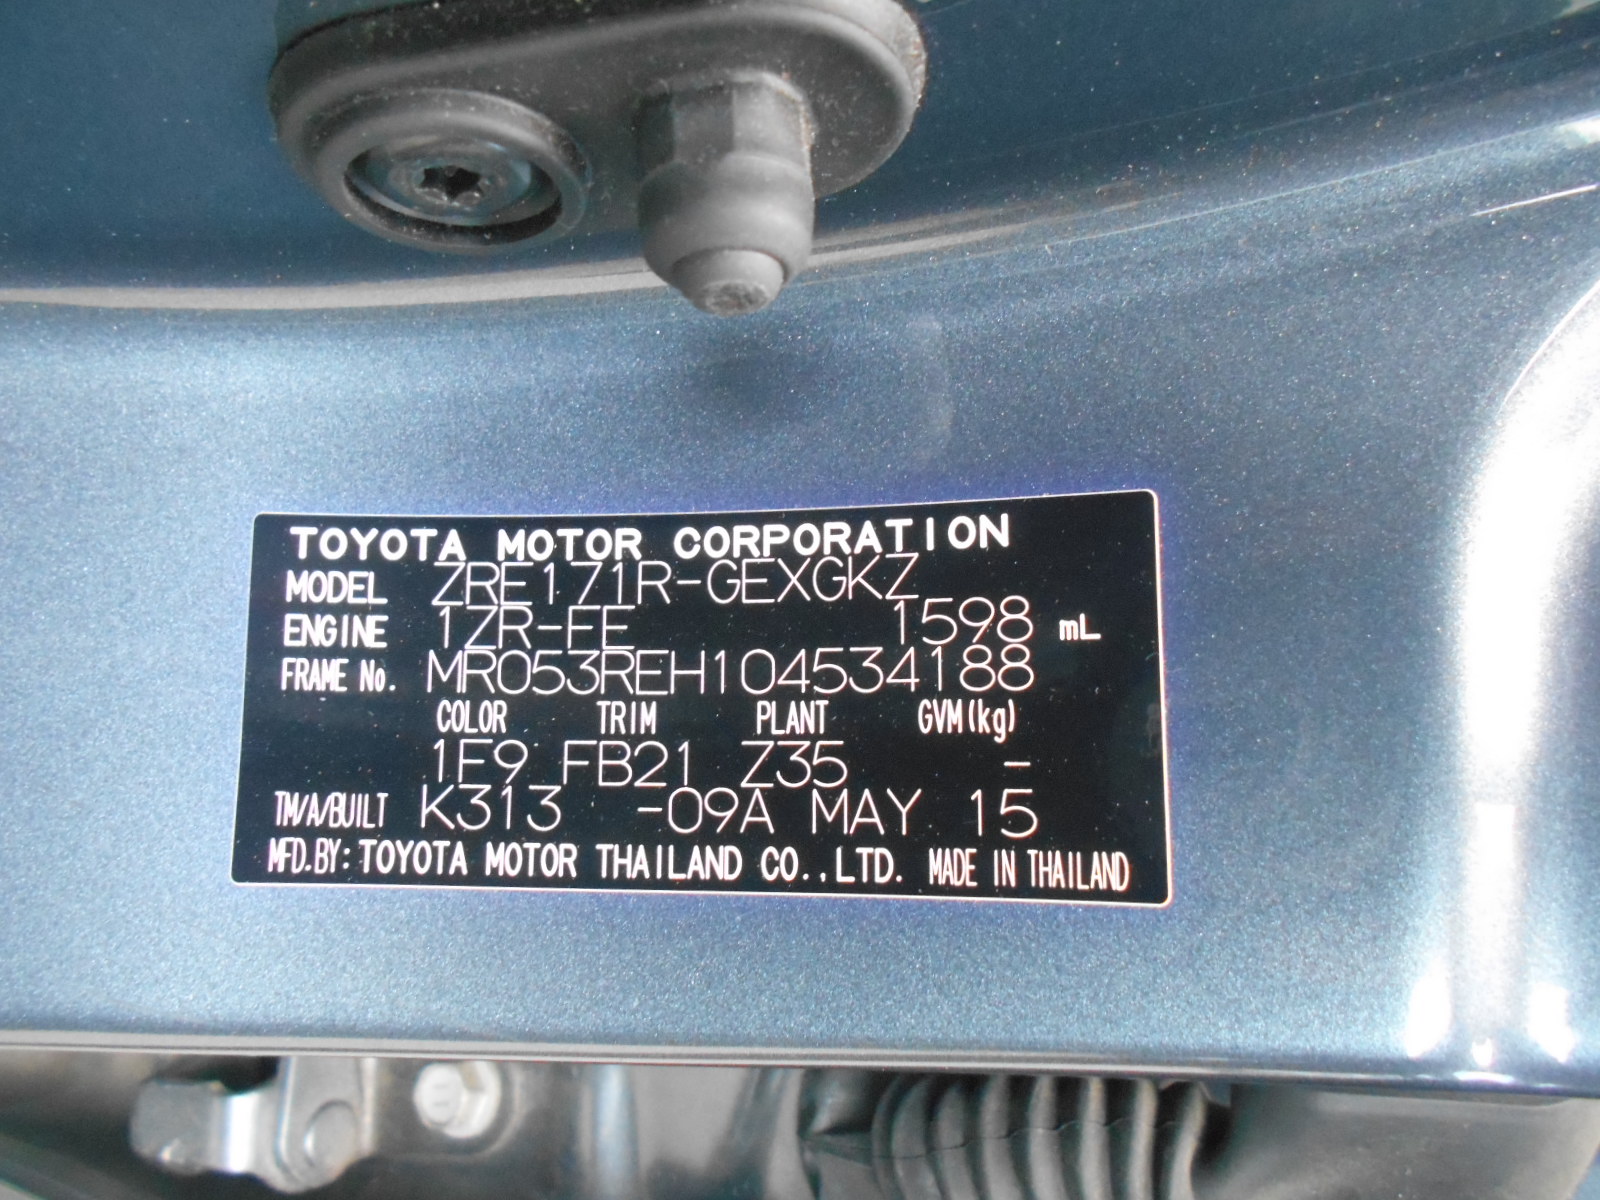 TOYOTA MOTOR CORPORATION
MODEL ZRE171R-GEXGKZ
ENGINE 1ZR-FE 1598 mL
FRAME No. MR053REH104534188
COLOR TRIM PLANT GVM(kg)
1F9 FB21 Z35 -
TM/A/BUILT K313 -09A MAY 15
MFD.BY:TOYOTA MOTOR THAILAND CO.,LTD. MADE IN THAILAND